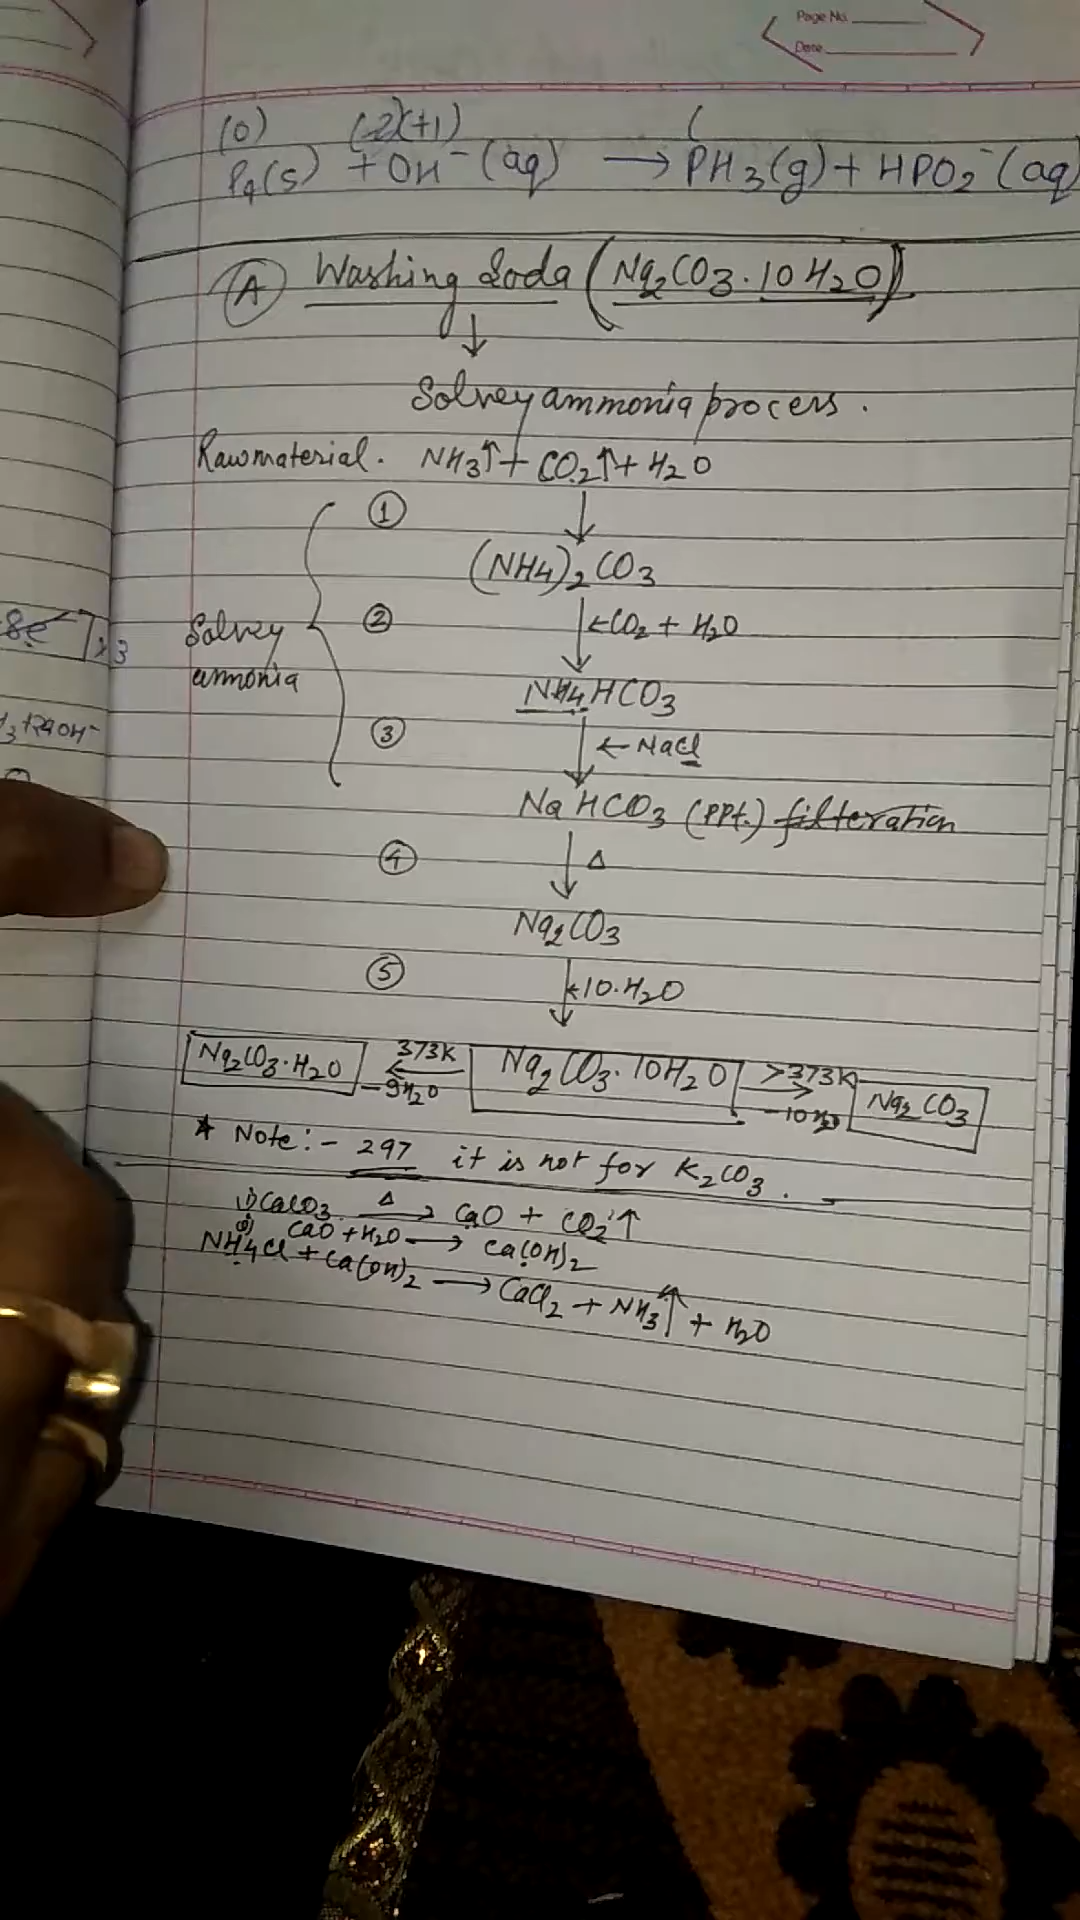 Page No.
Date
(0) (-2)(+1) (
P4(s) + OH⁻(aq) → PH3(g) + HPO2⁻(aq
(A) Washing Soda (Na2CO3.10H2O)
↓
Solvey ammonia process.
Rawmaterial. NH3↑ + CO2↑ + H2O
① ↓
(NH4)2CO3
② ↓ ← CO2 + H2O
8e⁻] x3
Solvey
ammonia
NH4HCO3
③ ↓ ← NaCl
NaHCO3 (PPt.) filteration
④ ↓ Δ
Na2CO3
⑤ ↓ ← 10.H2O
Na2CO3.H2O ← 373K -9H2O Na2CO3.10H2O >373K → -10H2O Na2CO3
* Note:- 297 it is not for K2CO3.
i) CaCO3 Δ → CaO + CO2↑
CaO + H2O → Ca(OH)2
NH4Cl + Ca(OH)2 → CaCl2 + NH3↑ + H2O